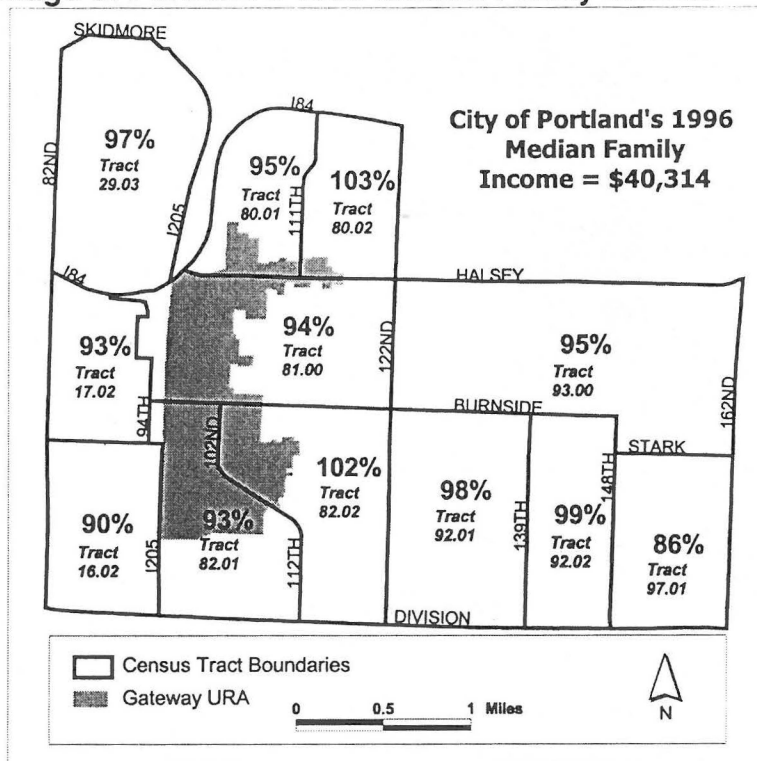 SKIDMORE
I84
City of Portland's 1996
Median Family
Income = $40,314
97%
Tract
29.03
82ND
I205
95%
Tract
80.01
111TH
103%
Tract
80.02
I84
HALSEY
93%
Tract
17.02
94TH
94%
Tract
81.00
122ND
95%
Tract
93.00
162ND
BURNSIDE
STARK
102ND
90%
Tract
16.02
I205
93%
Tract
82.01
112TH
102%
Tract
82.02
98%
Tract
92.01
139TH
99%
Tract
92.02
148TH
86%
Tract
97.01
DIVISION
Census Tract Boundaries
Gateway URA
0 0.5 1 Miles
N